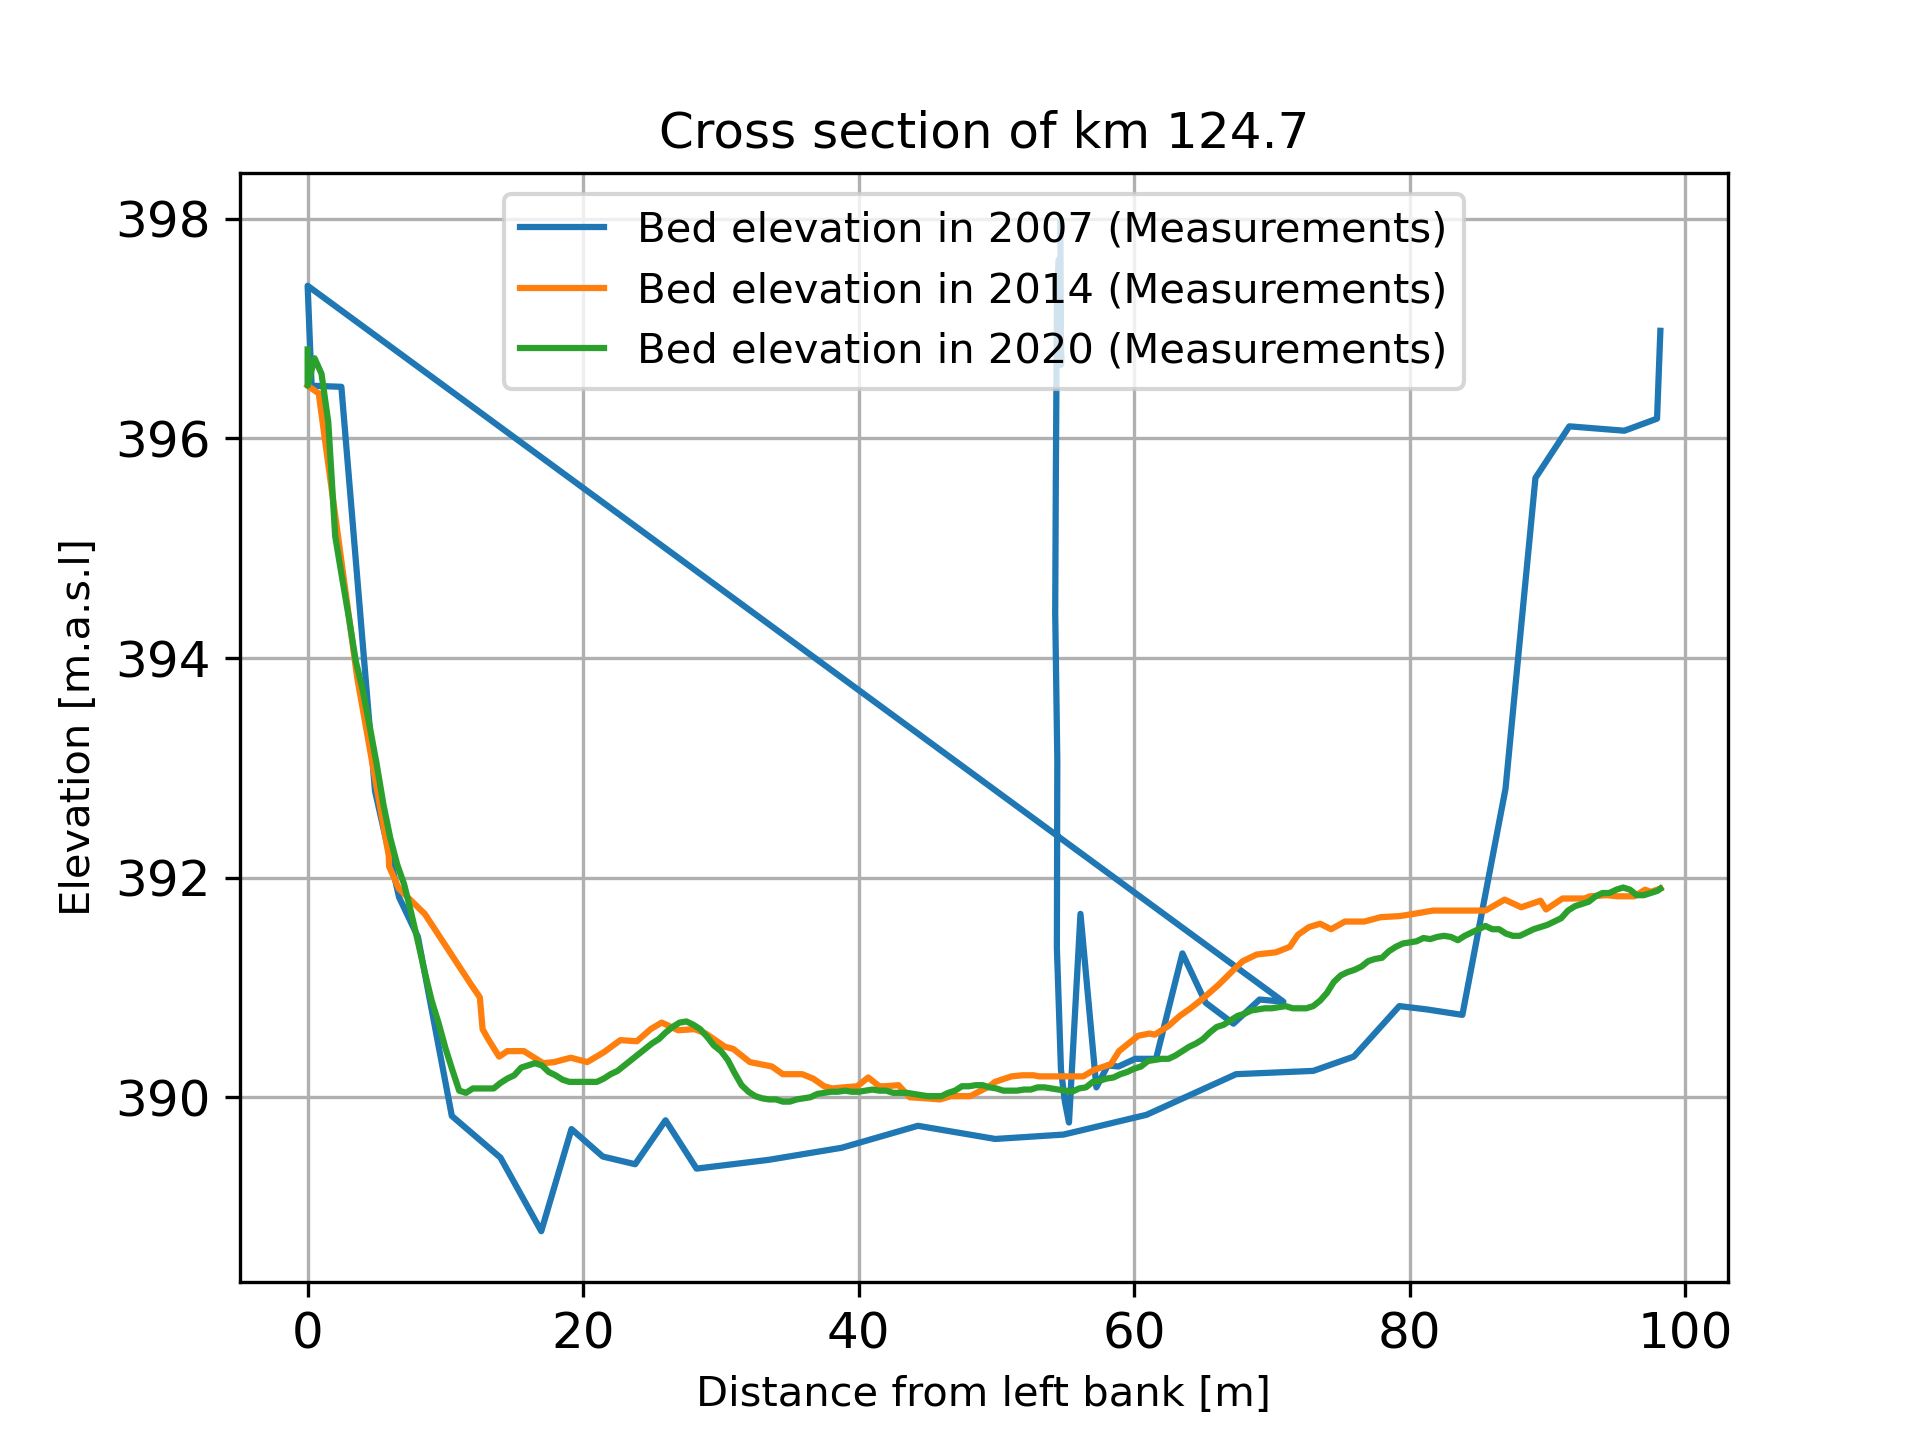 Cross section of km 124.7
Bed elevation in 2007 (Measurements)
Bed elevation in 2014 (Measurements)
Bed elevation in 2020 (Measurements)
Elevation [m.a.s.l]
398
396
394
392
390
0 20 40 60 80 100
Distance from left bank [m]